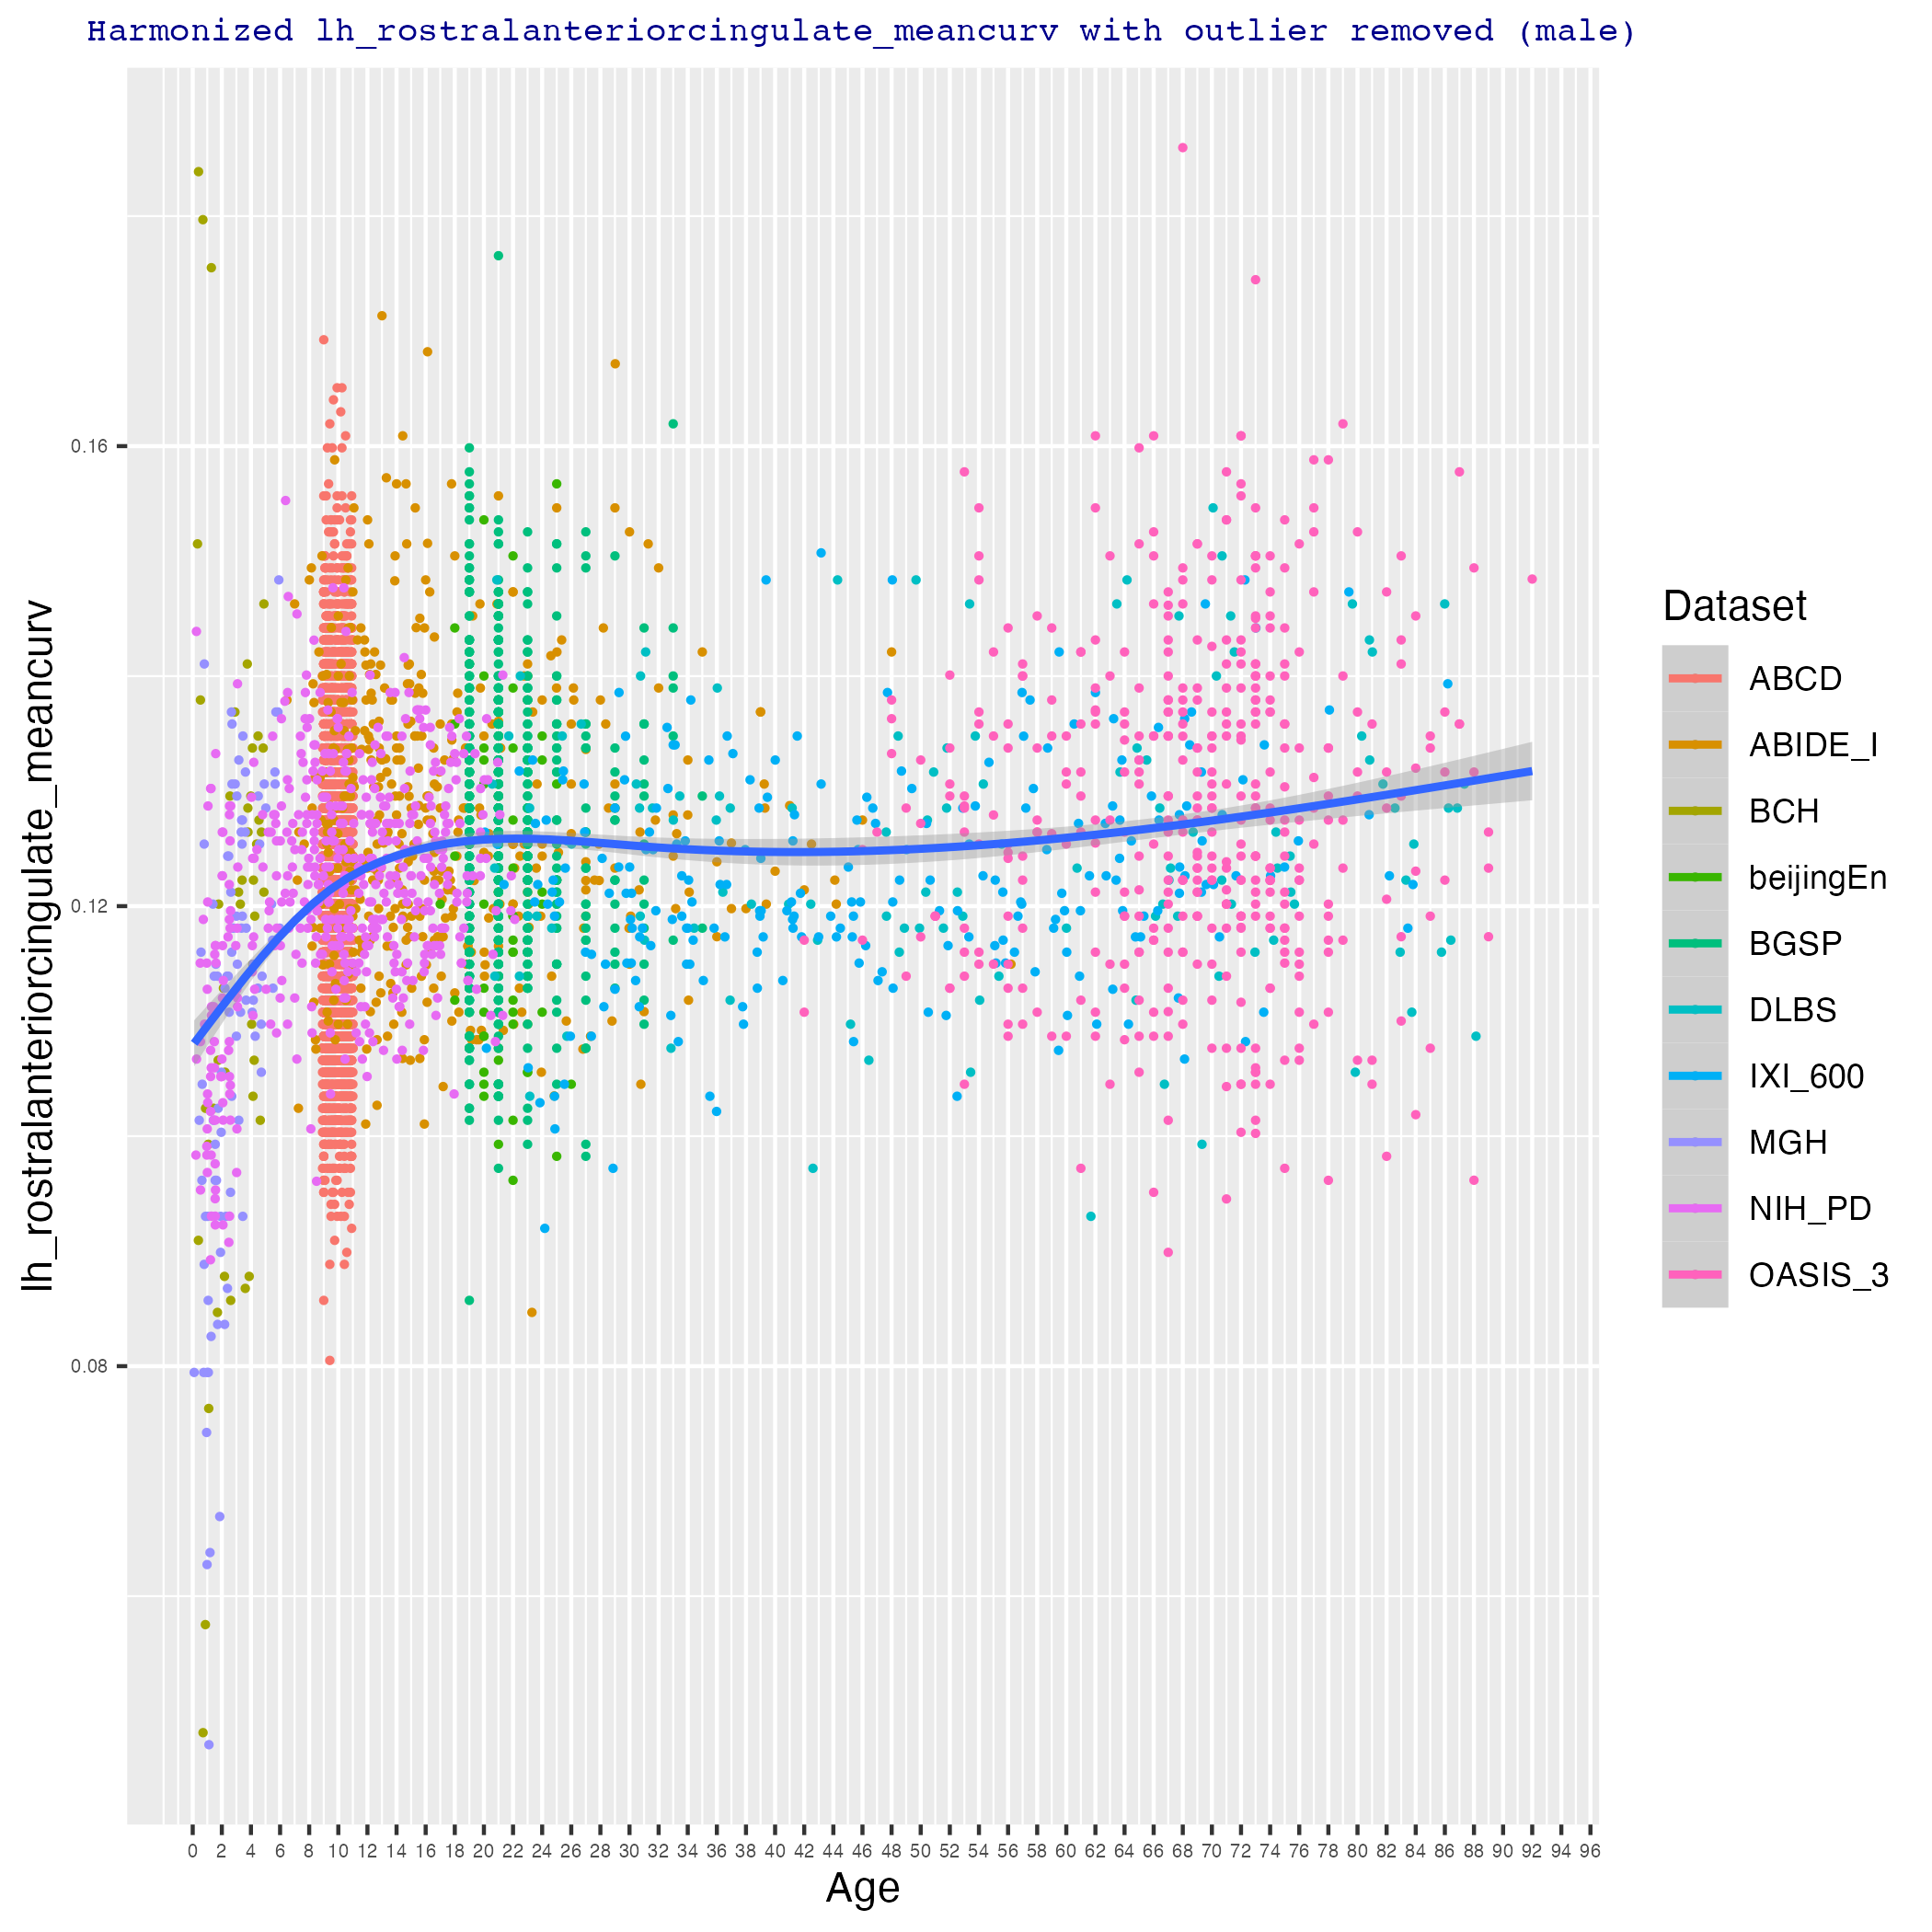 Harmonized lh_rostralanteriorcingulate_meancurv with outlier removed (male)
lh_rostralanteriorcingulate_meancurv
0.16
0.12
0.08
0 2 4 6 8 10 12 14 16 18 20 22 24 26 28 30 32 34 36 38 40 42 44 46 48 50 52 54 56 58 60 62 64 66 68 70 72 74 76 78 80 82 84 86 88 90 92 94 96
Age
Dataset
ABCD
ABIDE_I
BCH
beijingEn
BGSP
DLBS
IXI_600
MGH
NIH_PD
OASIS_3